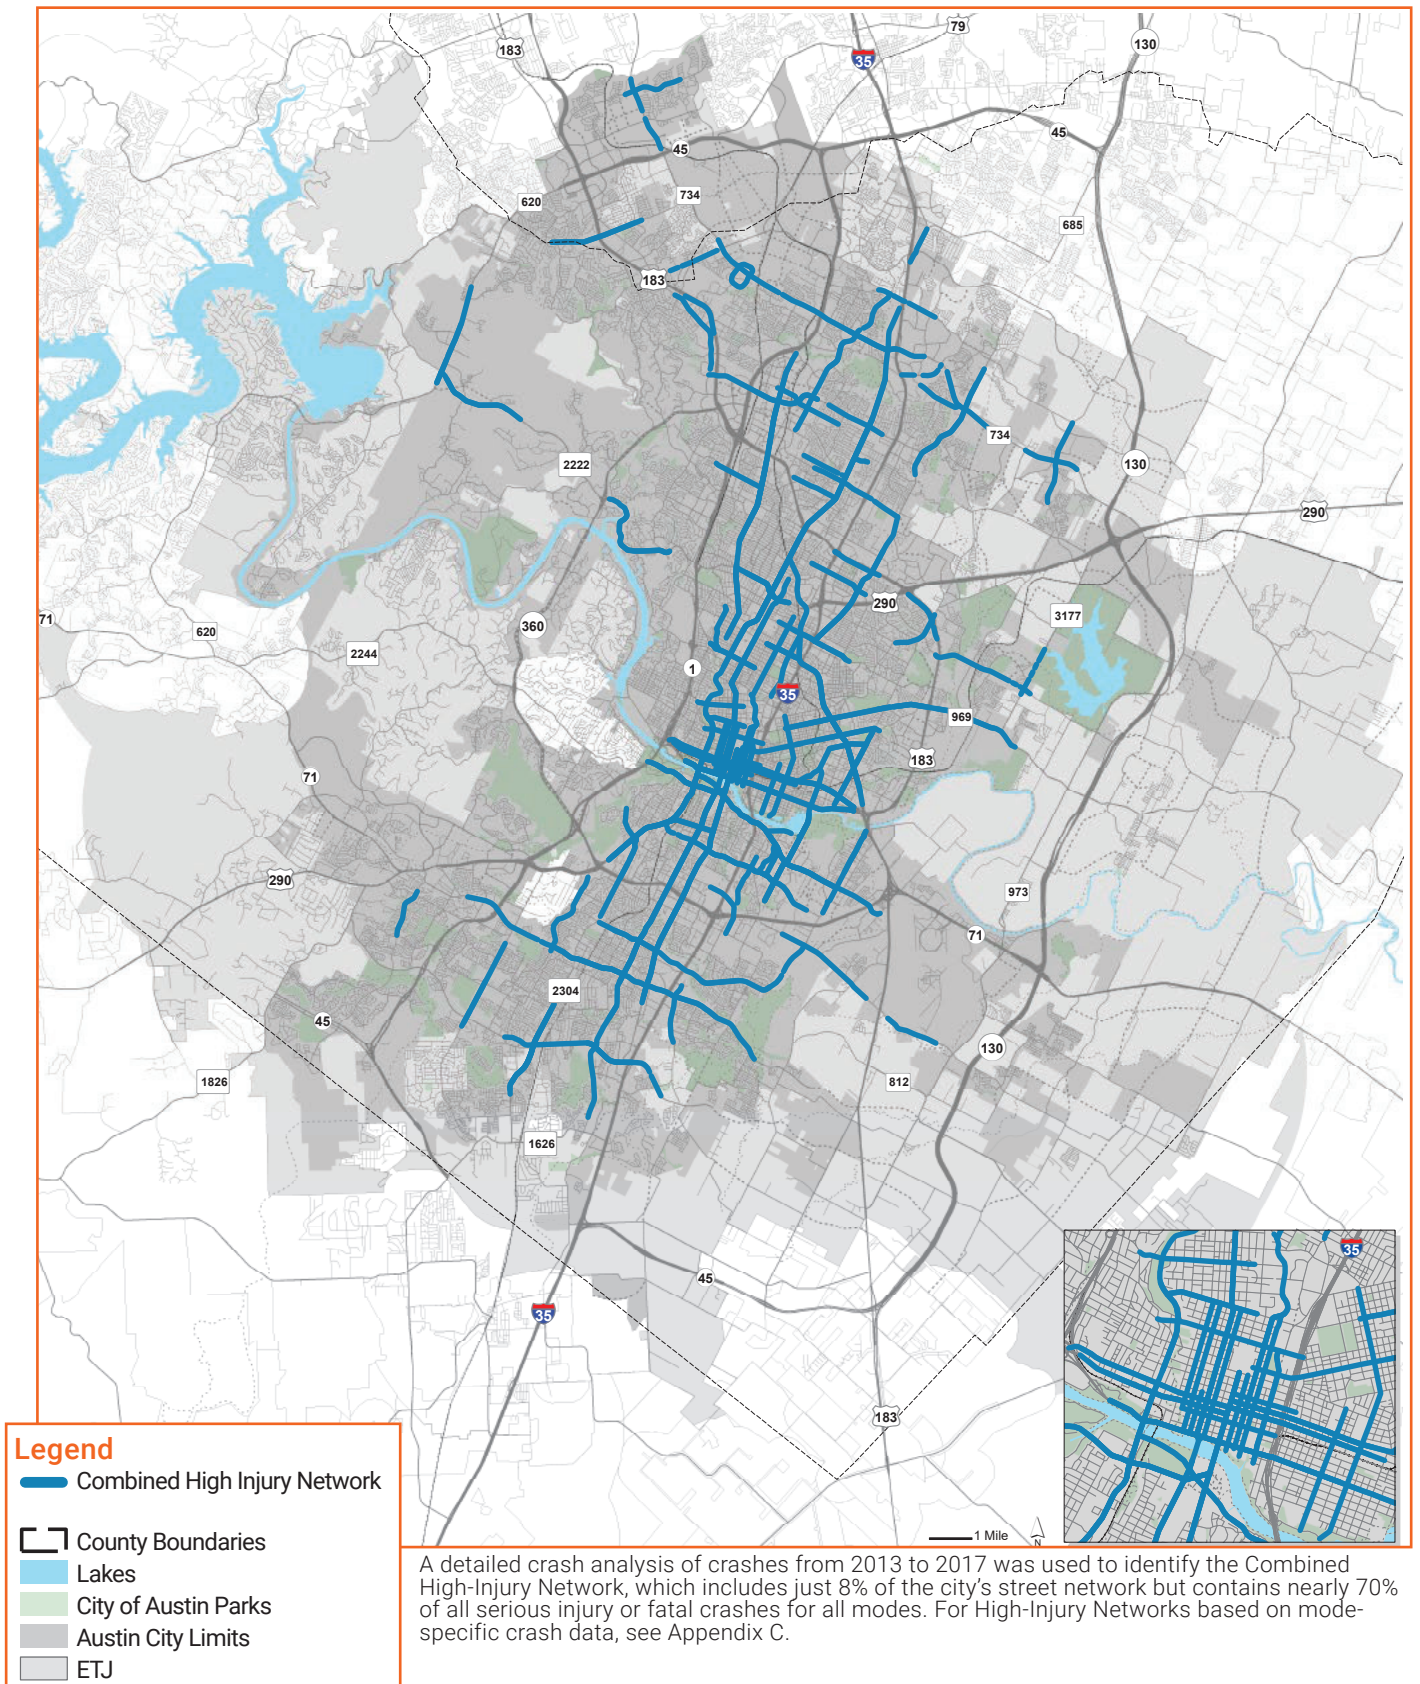 79
183
35
130
45
45
620
734
685
183
734
130
2222
290
290
3177
71
620
360
2244
1
35
969
183
71
290
973
71
2304
45
130
1826
812
1626
45
35
35
183
1 Mile
N
Legend
Combined High Injury Network
County Boundaries
Lakes
City of Austin Parks
Austin City Limits
ETJ
A detailed crash analysis of crashes from 2013 to 2017 was used to identify the Combined
High-Injury Network, which includes just 8% of the city's street network but contains nearly 70%
of all serious injury or fatal crashes for all modes. For High-Injury Networks based on mode-
specific crash data, see Appendix C.